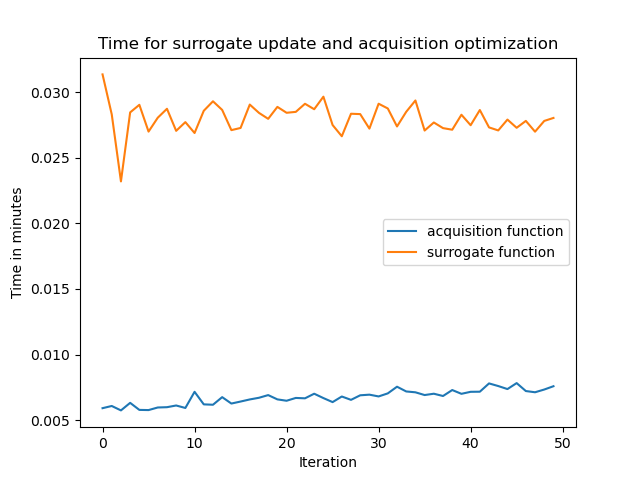 Time for surrogate update and acquisition optimization
0.030
0.025
0.020
0.015
0.010
0.005
Time in minutes
acquisition function
surrogate function
0 10 20 30 40 50
Iteration